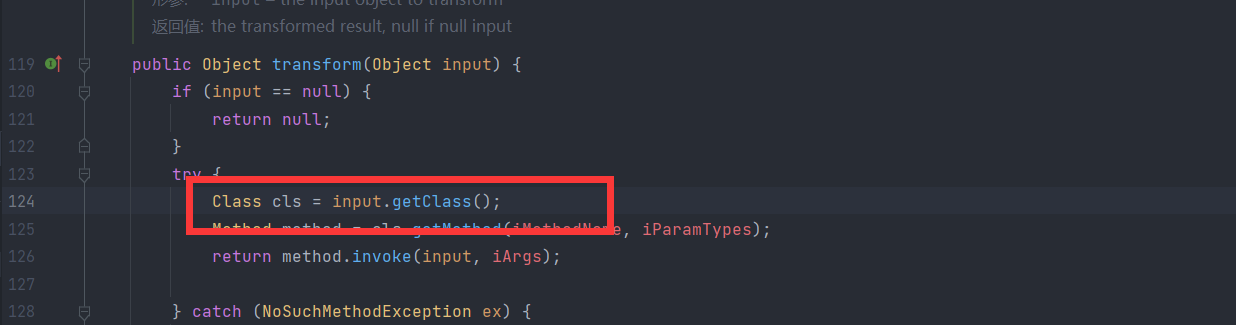 形参: input – the input object to transform
返回值: the transformed result, null if null input
119 public Object transform(Object input) {
120 if (input == null) {
121 return null;
122 }
123 try {
124 Class cls = input.getClass();
125 Method method = cls.getMethod(iMethodName, iParamTypes);
126 return method.invoke(input, iArgs);
127
128 } catch (NoSuchMethodException ex) {